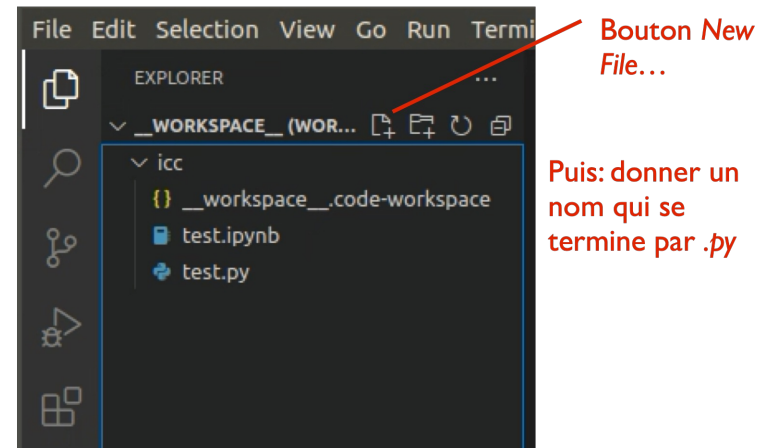 File Edit Selection View Go Run Termi
Bouton New
File…
EXPLORER
__WORKSPACE__ (WOR...
icc
{} __workspace__.code-workspace
test.ipynb
test.py
Puis: donner un
nom qui se
termine par .py